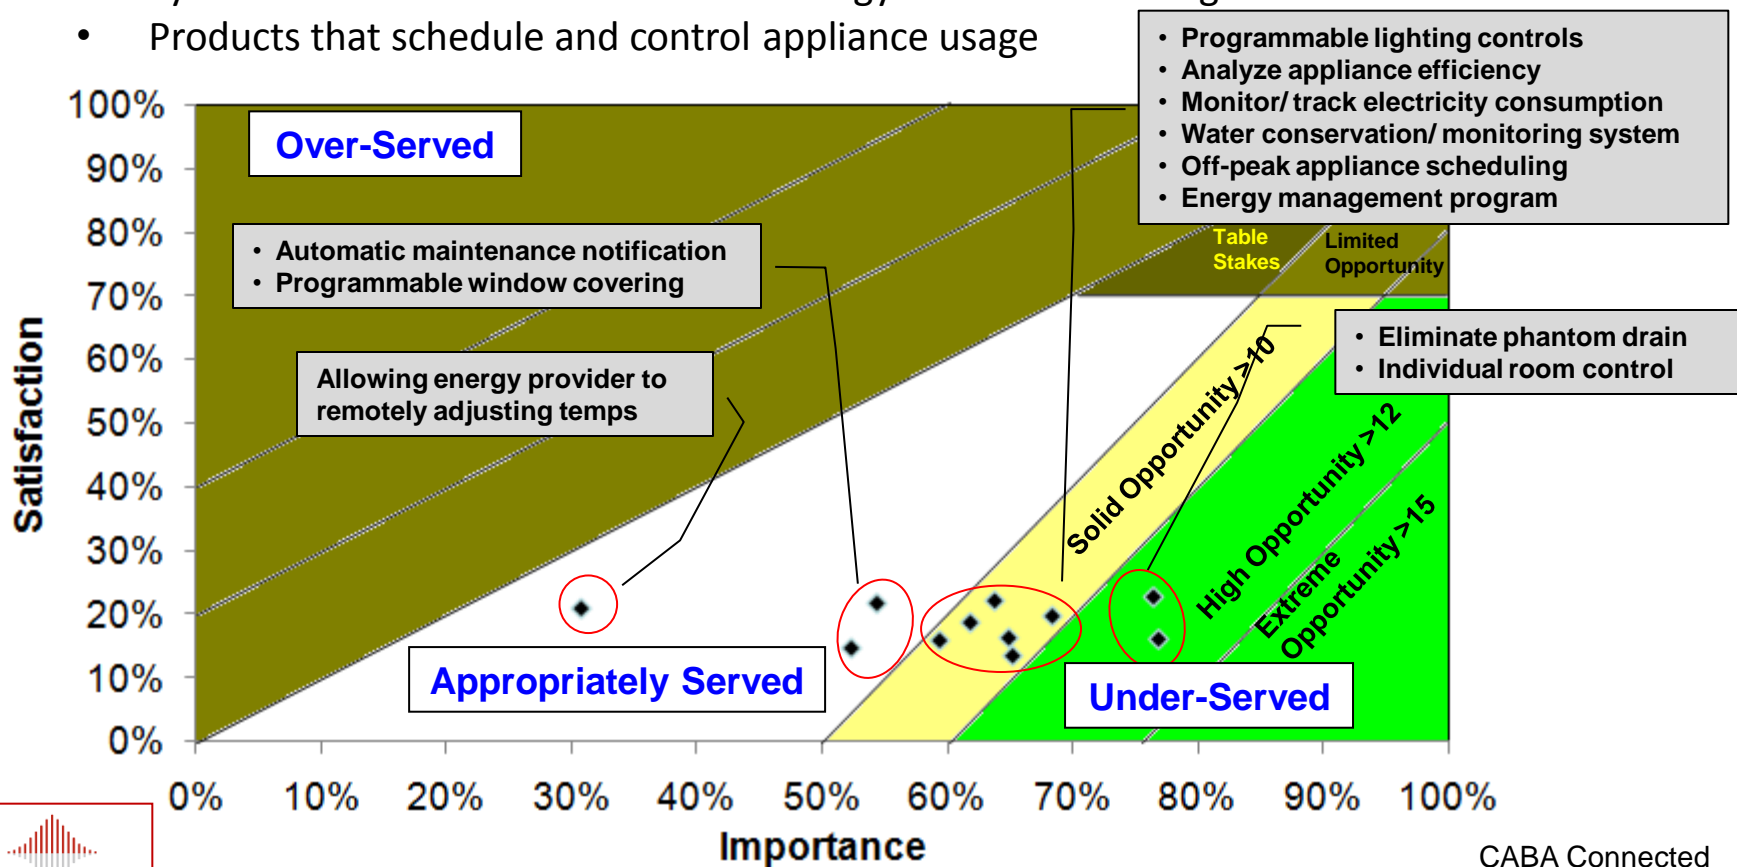 • Products that schedule and control appliance usage
• Programmable lighting controls
• Analyze appliance efficiency
• Monitor/ track electricity consumption
• Water conservation/ monitoring system
• Off-peak appliance scheduling
• Energy management program
100%
90%
80%
70%
60%
50%
40%
30%
20%
10%
0%
Satisfaction
Over-Served
• Automatic maintenance notification
• Programmable window covering
Allowing energy provider to
remotely adjusting temps
Table
Stakes
Limited
Opportunity
• Eliminate phantom drain
• Individual room control
Solid Opportunity >10
High Opportunity >12
Extreme
Opportunity >15
Appropriately Served
Under-Served
0% 10% 20% 30% 40% 50% 60% 70% 80% 90% 100%
Importance
CABA Connected